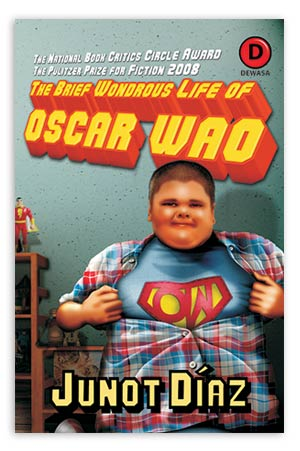 The National Book Critics Circle Award
The Pulitzer Prize for Fiction 2008
D
DEWASA
The Brief Wondrous Life of
OSCAR WAO
OW
JUNOT DÍAZ